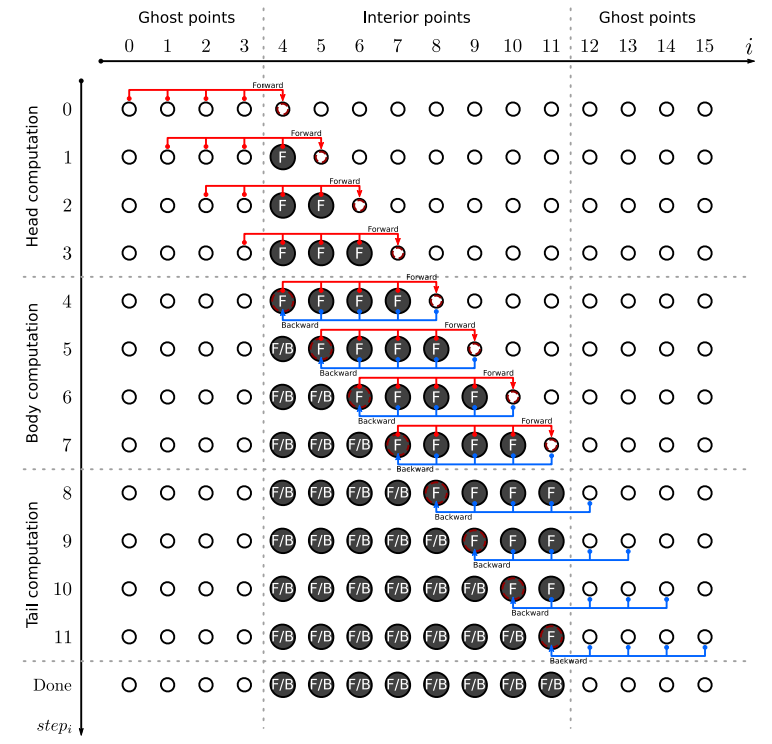 Ghost points Interior points Ghost points
0 1 2 3 4 5 6 7 8 9 10 11 12 13 14 15 i
Head computation
Forward
0
Forward
1 F
Forward
2 F F
Forward
3 F F F
Body computation
Forward
4 F F F F
Backward
Forward
5 F/B F F F F
Backward
Forward
6 F/B F/B F F F F
Backward
Forward
7 F/B F/B F/B F F F F
Backward
Tail computation
8 F/B F/B F/B F/B F F F F
Backward
9 F/B F/B F/B F/B F/B F F F
Backward
10 F/B F/B F/B F/B F/B F/B F F
Backward
11 F/B F/B F/B F/B F/B F/B F/B F
Backward
Done F/B F/B F/B F/B F/B F/B F/B F/B
step_i